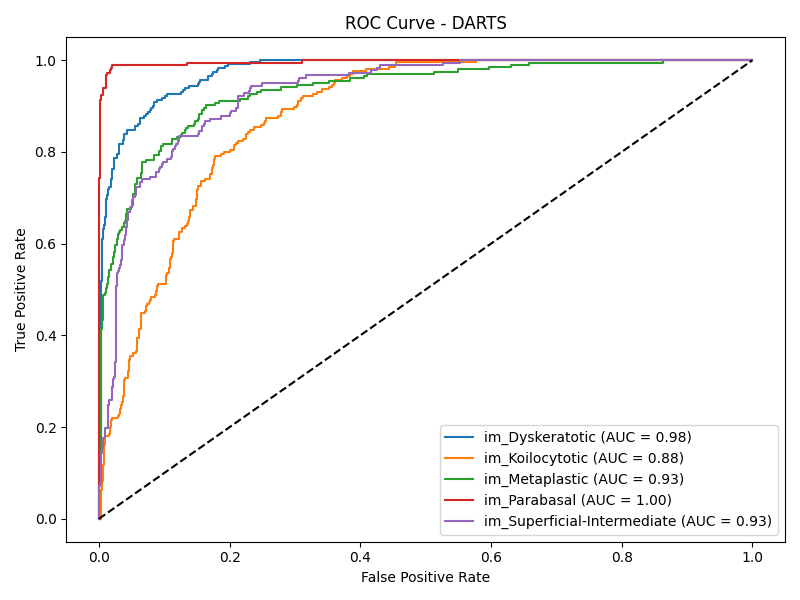 ROC Curve - DARTS
True Positive Rate
1.0
0.8
0.6
0.4
0.2
0.0
im_Dyskeratotic (AUC = 0.98)
im_Koilocytotic (AUC = 0.88)
im_Metaplastic (AUC = 0.93)
im_Parabasal (AUC = 1.00)
im_Superficial-Intermediate (AUC = 0.93)
0.0 0.2 0.4 0.6 0.8 1.0
False Positive Rate